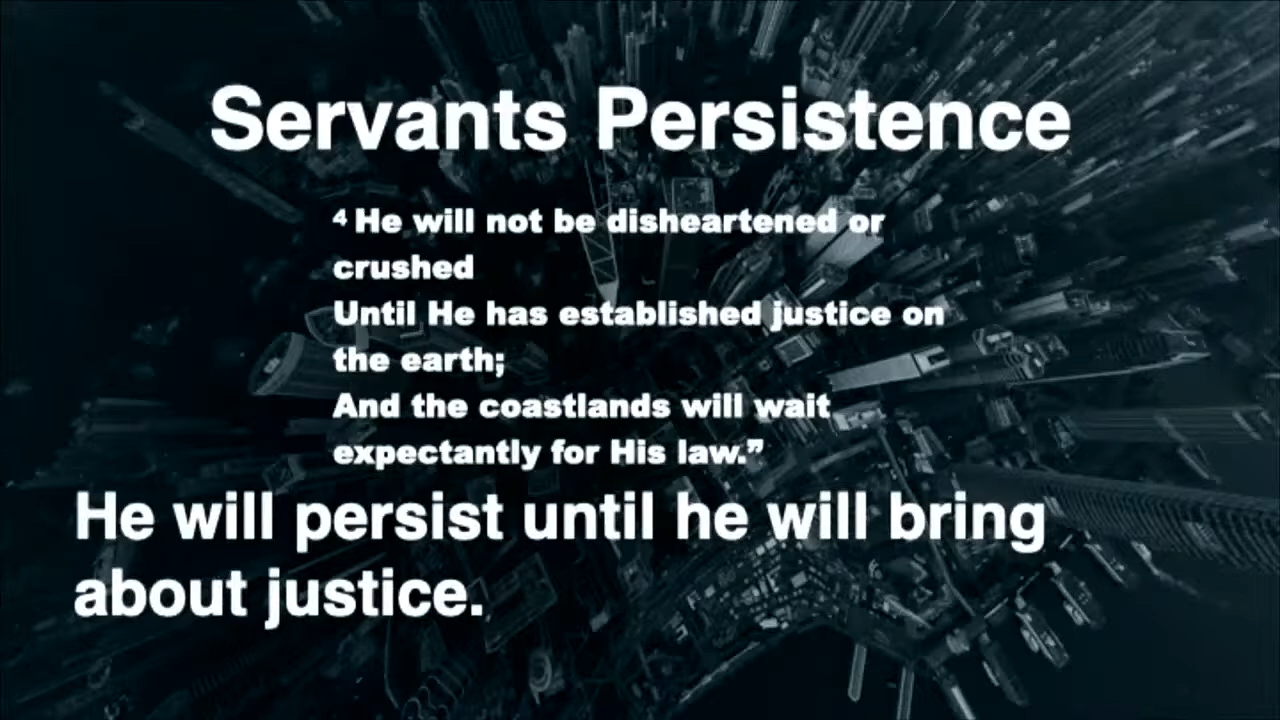 Servants Persistence
⁴ He will not be disheartened or
crushed
Until He has established justice on
the earth;
And the coastlands will wait
expectantly for His law.”
He will persist until he will bring
about justice.